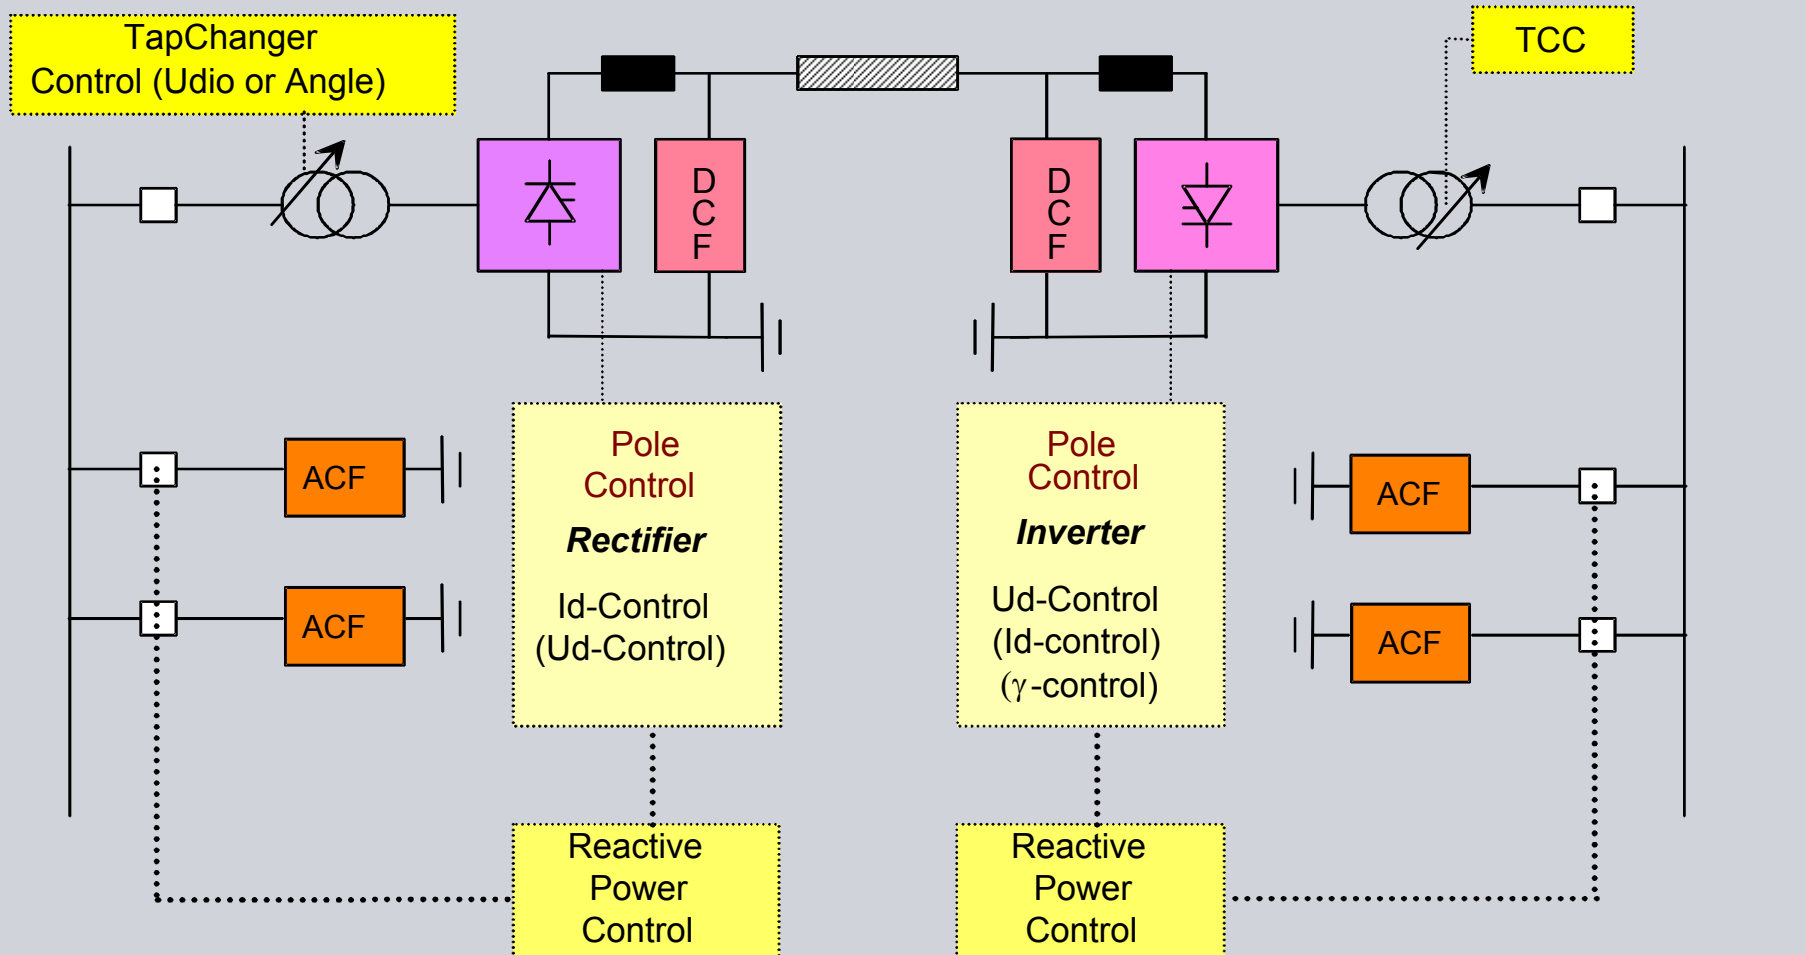 TapChanger
Control (Udio or Angle)
TCC
D
C
F
D
C
F
Pole
Control
Rectifier
Id-Control
(Ud-Control)
Pole
Control
Inverter
Ud-Control
(Id-control)
(γ-control)
ACF
ACF
ACF
ACF
Reactive
Power
Control
Reactive
Power
Control